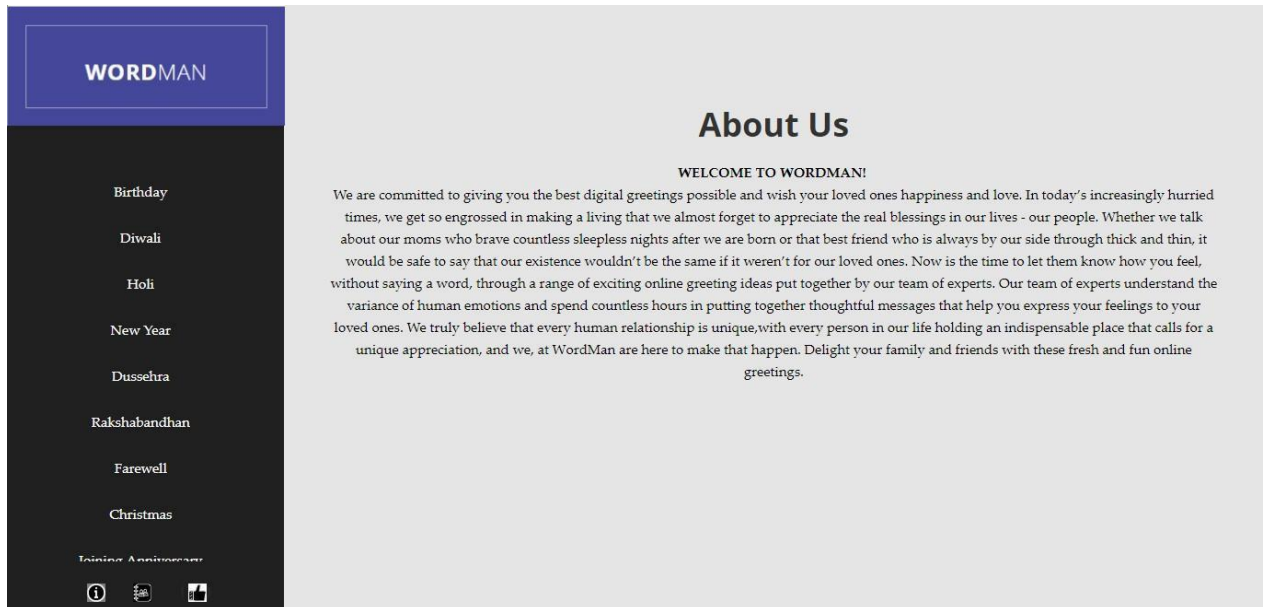 WORDMAN
Birthday
Diwali
Holi
New Year
Dussehra
Rakshabandhan
Farewell
Christmas
Joining Anniversary
About Us
WELCOME TO WORDMAN!
We are committed to giving you the best digital greetings possible and wish your loved ones happiness and love. In today’s increasingly hurried
times, we get so engrossed in making a living that we almost forget to appreciate the real blessings in our lives - our people. Whether we talk
about our moms who brave countless sleepless nights after we are born or that best friend who is always by our side through thick and thin, it
would be safe to say that our existence wouldn’t be the same if it weren’t for our loved ones. Now is the time to let them know how you feel,
without saying a word, through a range of exciting online greeting ideas put together by our team of experts. Our team of experts understand the
variance of human emotions and spend countless hours in putting together thoughtful messages that help you express your feelings to your
loved ones. We truly believe that every human relationship is unique,with every person in our life holding an indispensable place that calls for a
unique appreciation, and we, at WordMan are here to make that happen. Delight your family and friends with these fresh and fun online
greetings.